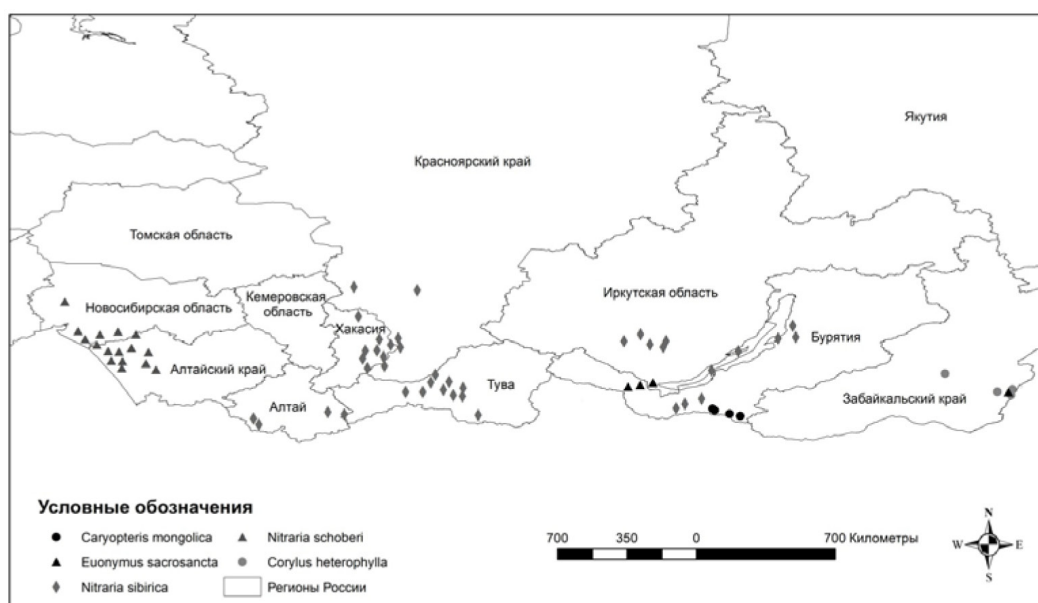 Якутия
Красноярский край
Томская область
Новосибирская область
Кемеровская
область
Иркутская область
Хакасия
Бурятия
Алтайский край
Тува
Алтай
Забайкальский край
Условные обозначения
Caryopteris mongolica
Nitraria schoberi
Euonymus sacrosancta
Corylus heterophylla
Nitraria sibirica
Регионы России
700 350 0 700 Километры
N
W E
S